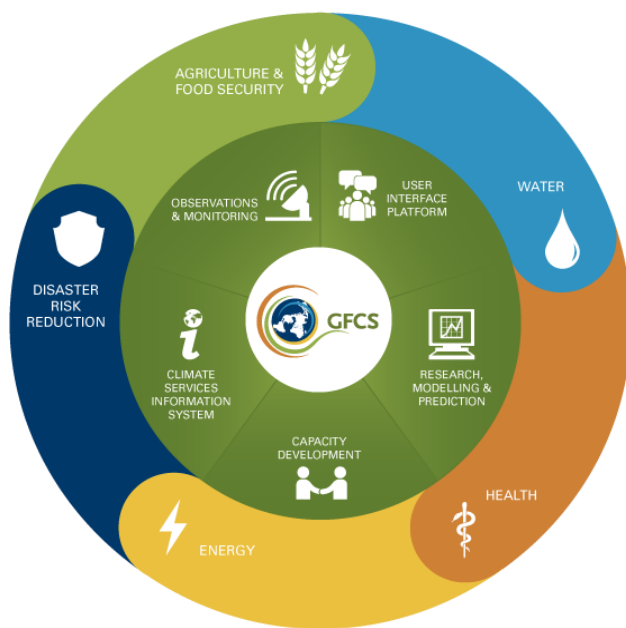 AGRICULTURE &
FOOD SECURITY
WATER
OBSERVATIONS
& MONITORING
USER
INTERFACE
PLATFORM
DISASTER
RISK
REDUCTION
GFCS
CLIMATE
SERVICES
INFORMATION
SYSTEM
RESEARCH,
MODELLING &
PREDICTION
CAPACITY
DEVELOPMENT
HEALTH
ENERGY